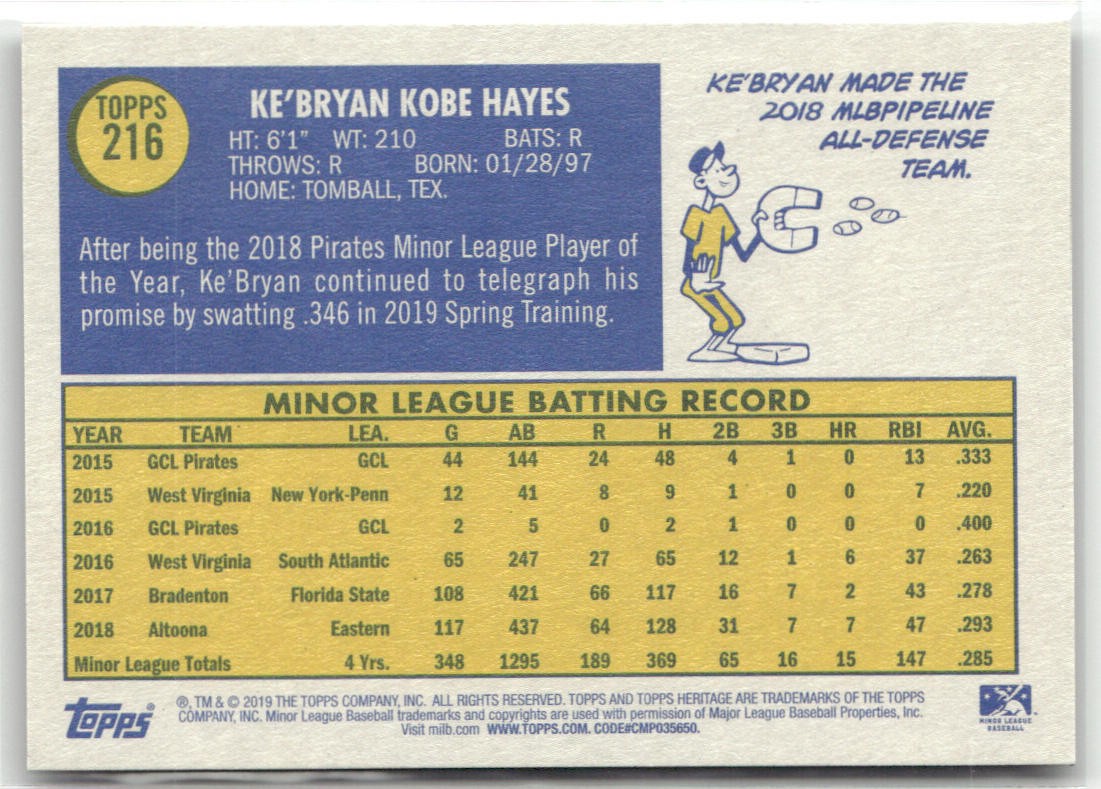 TOPPS
216
KE'BRYAN KOBE HAYES
HT: 6'1" WT: 210 BATS: R
THROWS: R BORN: 01/28/97
HOME: TOMBALL, TEX.
After being the 2018 Pirates Minor League Player of
the Year, Ke'Bryan continued to telegraph his
promise by swatting .346 in 2019 Spring Training.
KE'BRYAN MADE THE
2018 MLBPIPELINE
ALL-DEFENSE
TEAM.
MINOR LEAGUE BATTING RECORD
YEAR TEAM LEA. G AB R H 2B 3B HR RBI AVG.
2015 GCL Pirates GCL 44 144 24 48 4 1 0 13 .333
2015 West Virginia New York-Penn 12 41 8 9 1 0 0 7 .220
2016 GCL Pirates GCL 2 5 0 2 1 0 0 0 .400
2016 West Virginia South Atlantic 65 247 27 65 12 1 6 37 .263
2017 Bradenton Florida State 108 421 66 117 16 7 2 43 .278
2018 Altoona Eastern 117 437 64 128 31 7 7 47 .293
Minor League Totals 4 Yrs. 348 1295 189 369 65 16 15 147 .285
Topps®
®, TM & © 2019 THE TOPPS COMPANY, INC. ALL RIGHTS RESERVED. TOPPS AND TOPPS HERITAGE ARE TRADEMARKS OF THE TOPPS
COMPANY, INC. Minor League Baseball trademarks and copyrights are used with permission of Major League Baseball Properties, Inc.
Visit milb.com WWW.TOPPS.COM. CODE#CMP035650.
MINOR LEAGUE
BASEBALL